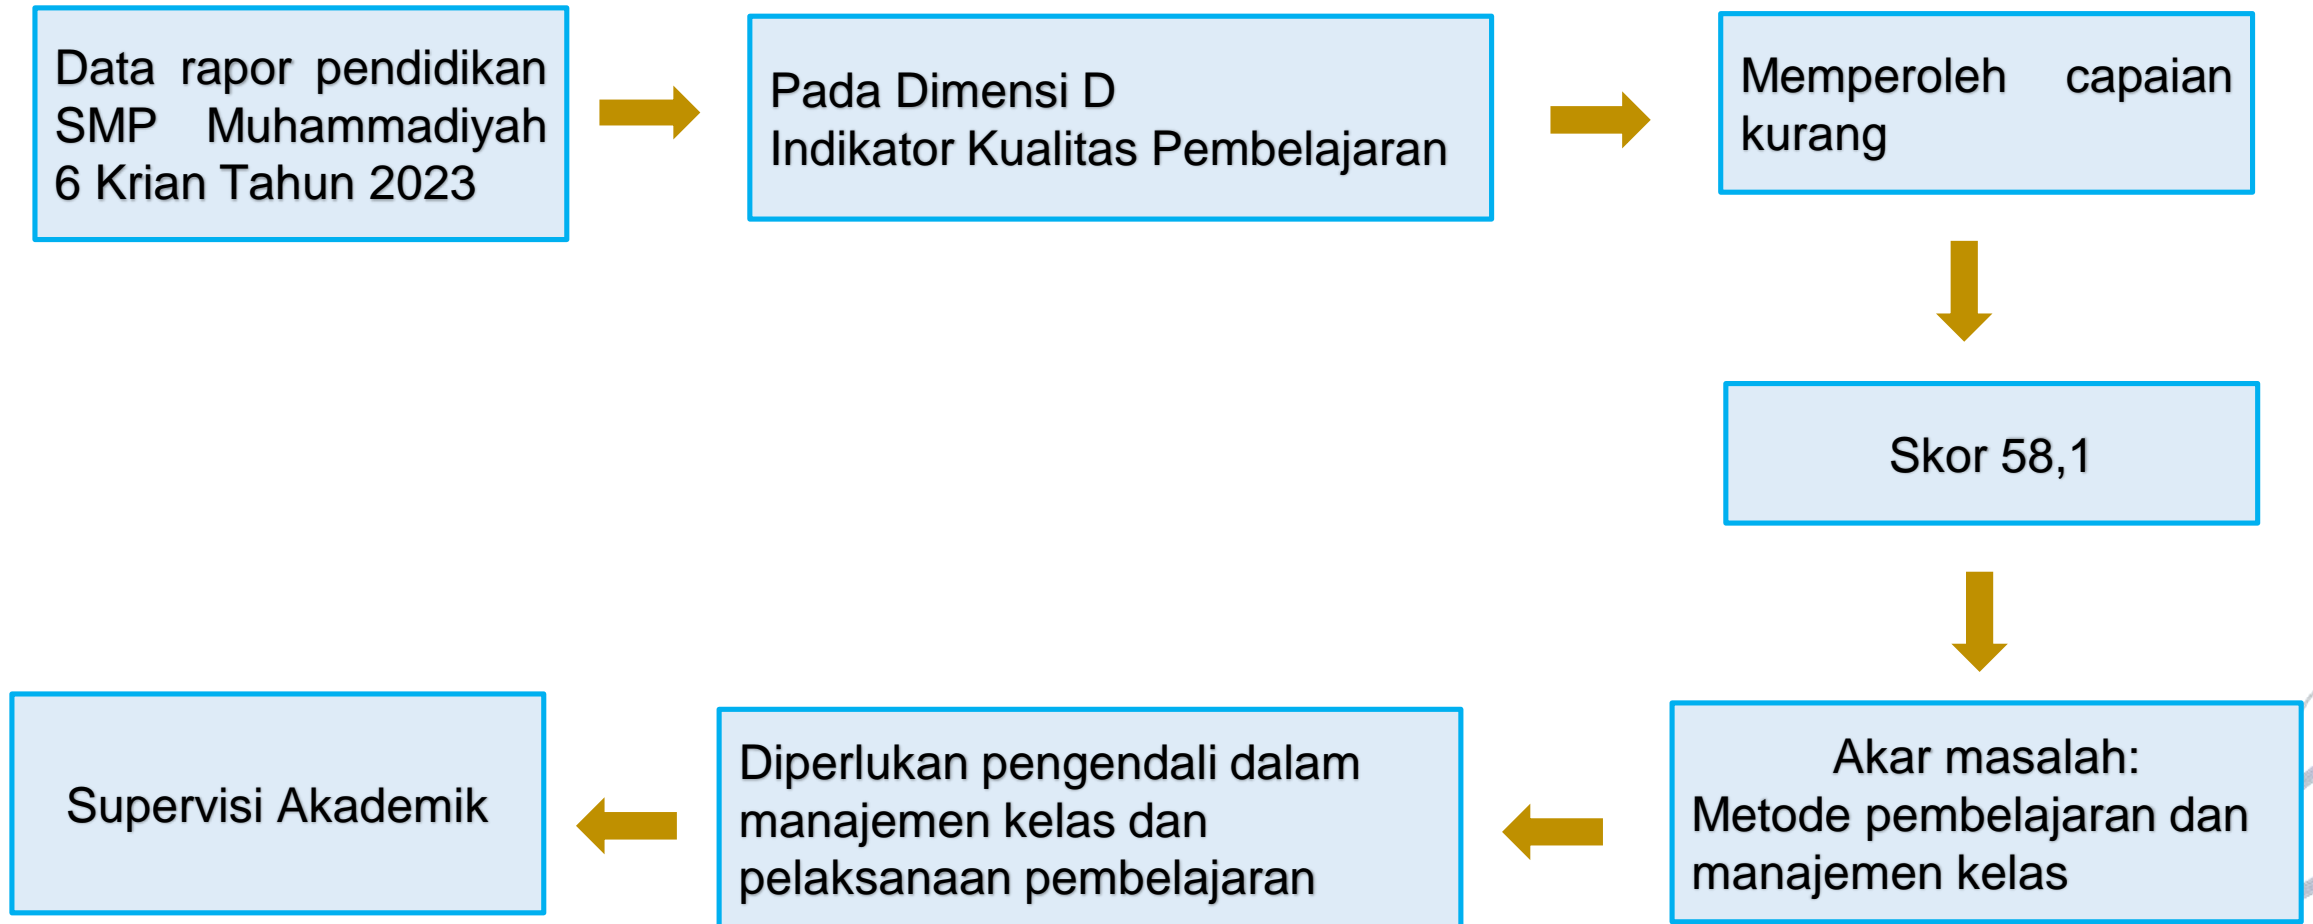 Data rapor pendidikan
SMP Muhammadiyah
6 Krian Tahun 2023
Pada Dimensi D
Indikator Kualitas Pembelajaran
Memperoleh capaian
kurang
Skor 58,1
Akar masalah:
Metode pembelajaran dan
manajemen kelas
Diperlukan pengendali dalam
manajemen kelas dan
pelaksanaan pembelajaran
Supervisi Akademik